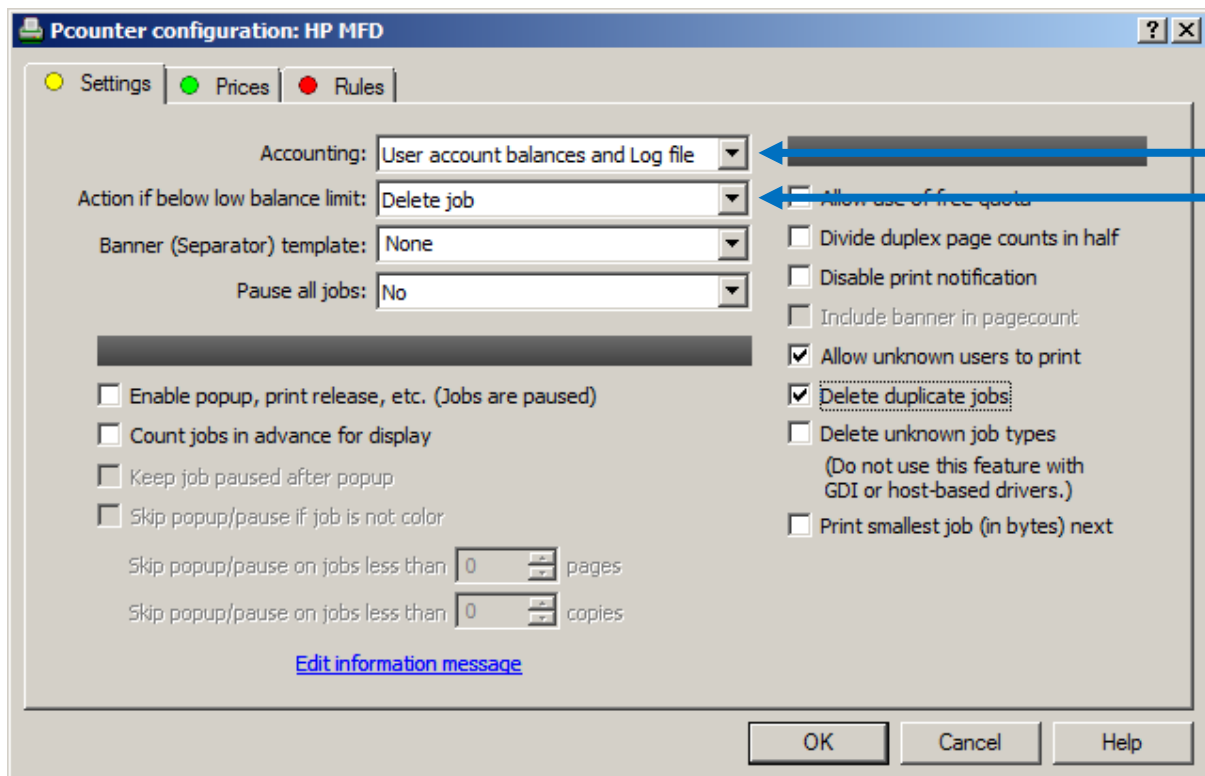 Pcounter configuration: HP MFD
Settings
Prices
Rules
Accounting: User account balances and Log file
Action if below low balance limit: Delete job
Banner (Separator) template: None
Pause all jobs: No
Enable popup, print release, etc. (Jobs are paused)
Count jobs in advance for display
Keep job paused after popup
Skip popup/pause if job is not color
Skip popup/pause on jobs less than 0 pages
Skip popup/pause on jobs less than 0 copies
Edit information message
Allow use of free quota
Divide duplex page counts in half
Disable print notification
Include banner in pagecount
Allow unknown users to print
Delete duplicate jobs
Delete unknown job types
(Do not use this feature with
GDI or host-based drivers.)
Print smallest job (in bytes) next
OK
Cancel
Help